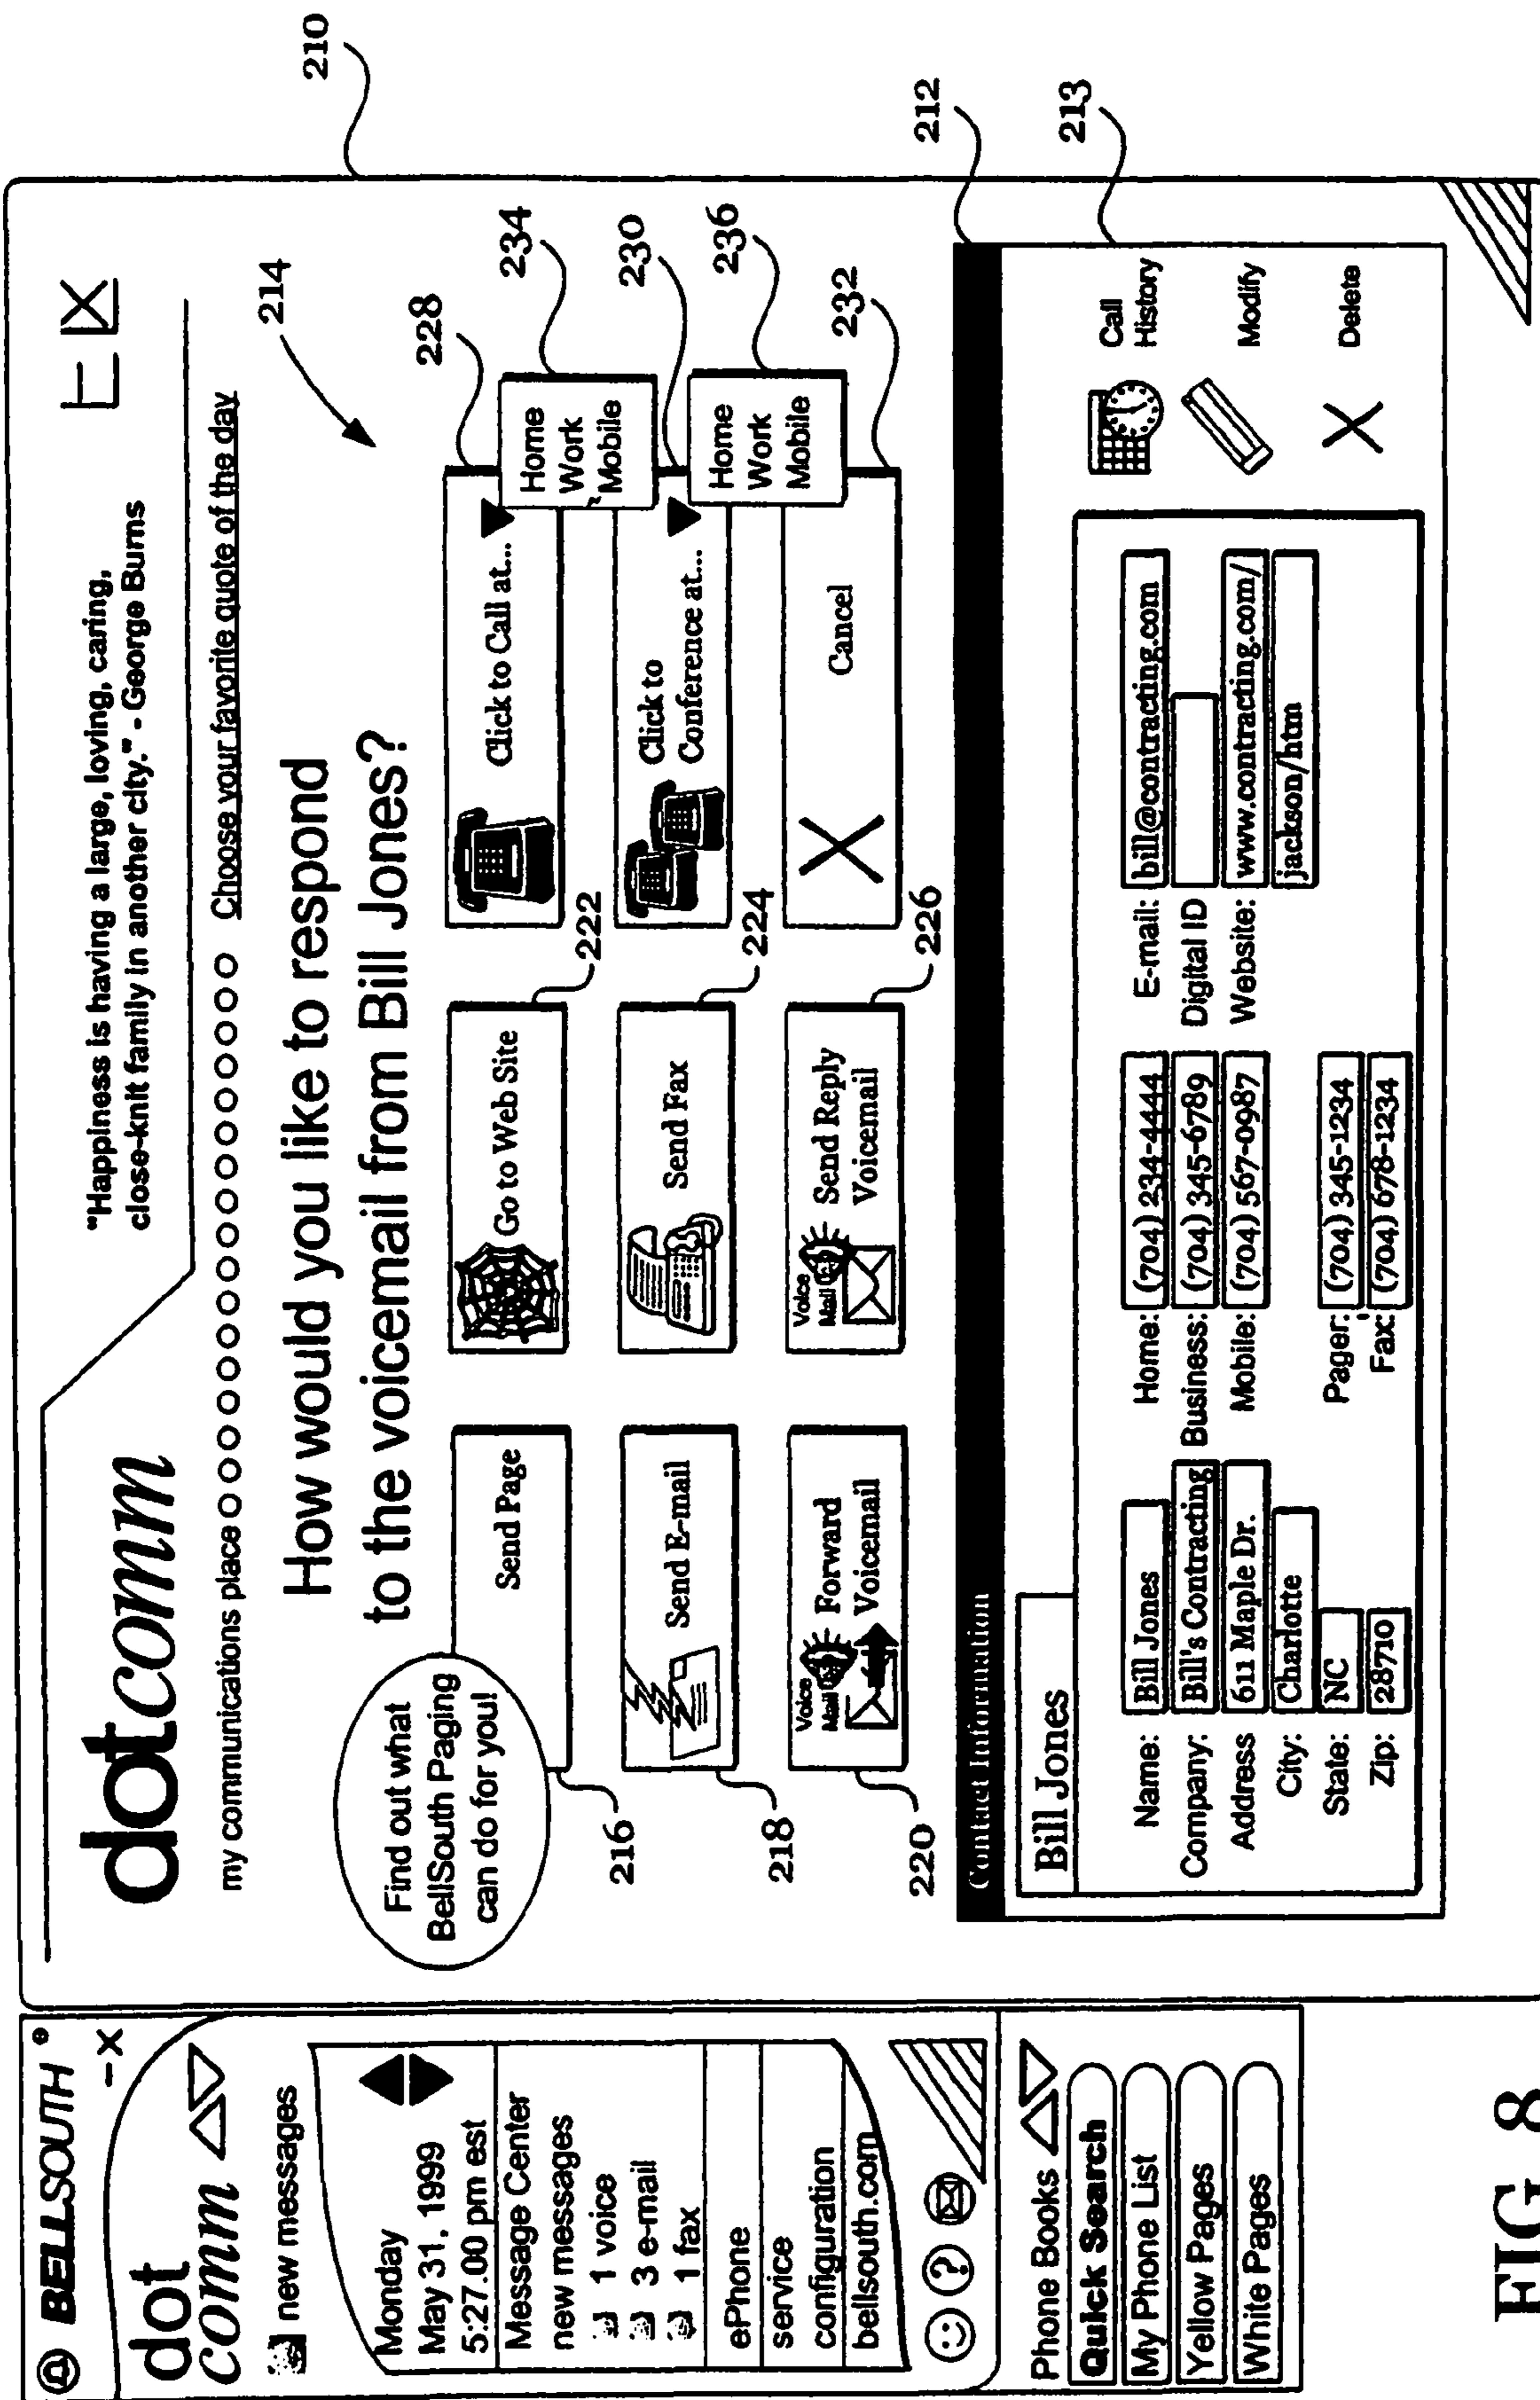 BELLSOUTH
- X
dot
comm
new messages
Monday
May 31, 1999
5:27.00 pm est
Message Center
new messages
1 voice
3 e-mail
1 fax
ePhone
service
configuration
bellsouth.com
?
Phone Books
Quick Search
My Phone List
Yellow Pages
White Pages
FIG. 8
dotcomm
"Happiness is having a large, loving, caring,
close-knit family in another city." - George Burns
my communications place Choose your favorite quote of the day
210
214
How would you like to respond
to the voicemail from Bill Jones?
Find out what
BellSouth Paging
can do for you!
Send Page
216
Go to Web Site
222
Click to Call at...
228
Home
Work
Mobile
234
Send E-mail
218
Send Fax
224
Click to
Conference at...
230
Home
Work
Mobile
236
Voice
Mail
Forward
Voicemail
220
Voice
Mail
Send Reply
Voicemail
226
Cancel
232
212
Contact Information
213
Bill Jones
Name: Bill Jones Home: (704) 234-4444 E-mail: bill@contracting.com
Company: Bill's Contracting Business: (704) 345-6789 Digital ID
Address 611 Maple Dr. Mobile: (704) 567-0987 Website: www.contracting.com/
City: Charlotte jackson/htm
State: NC Pager: (704) 345-1234
Zip: 28710 Fax: (704) 678-1234
Call
History
Modify
Delete